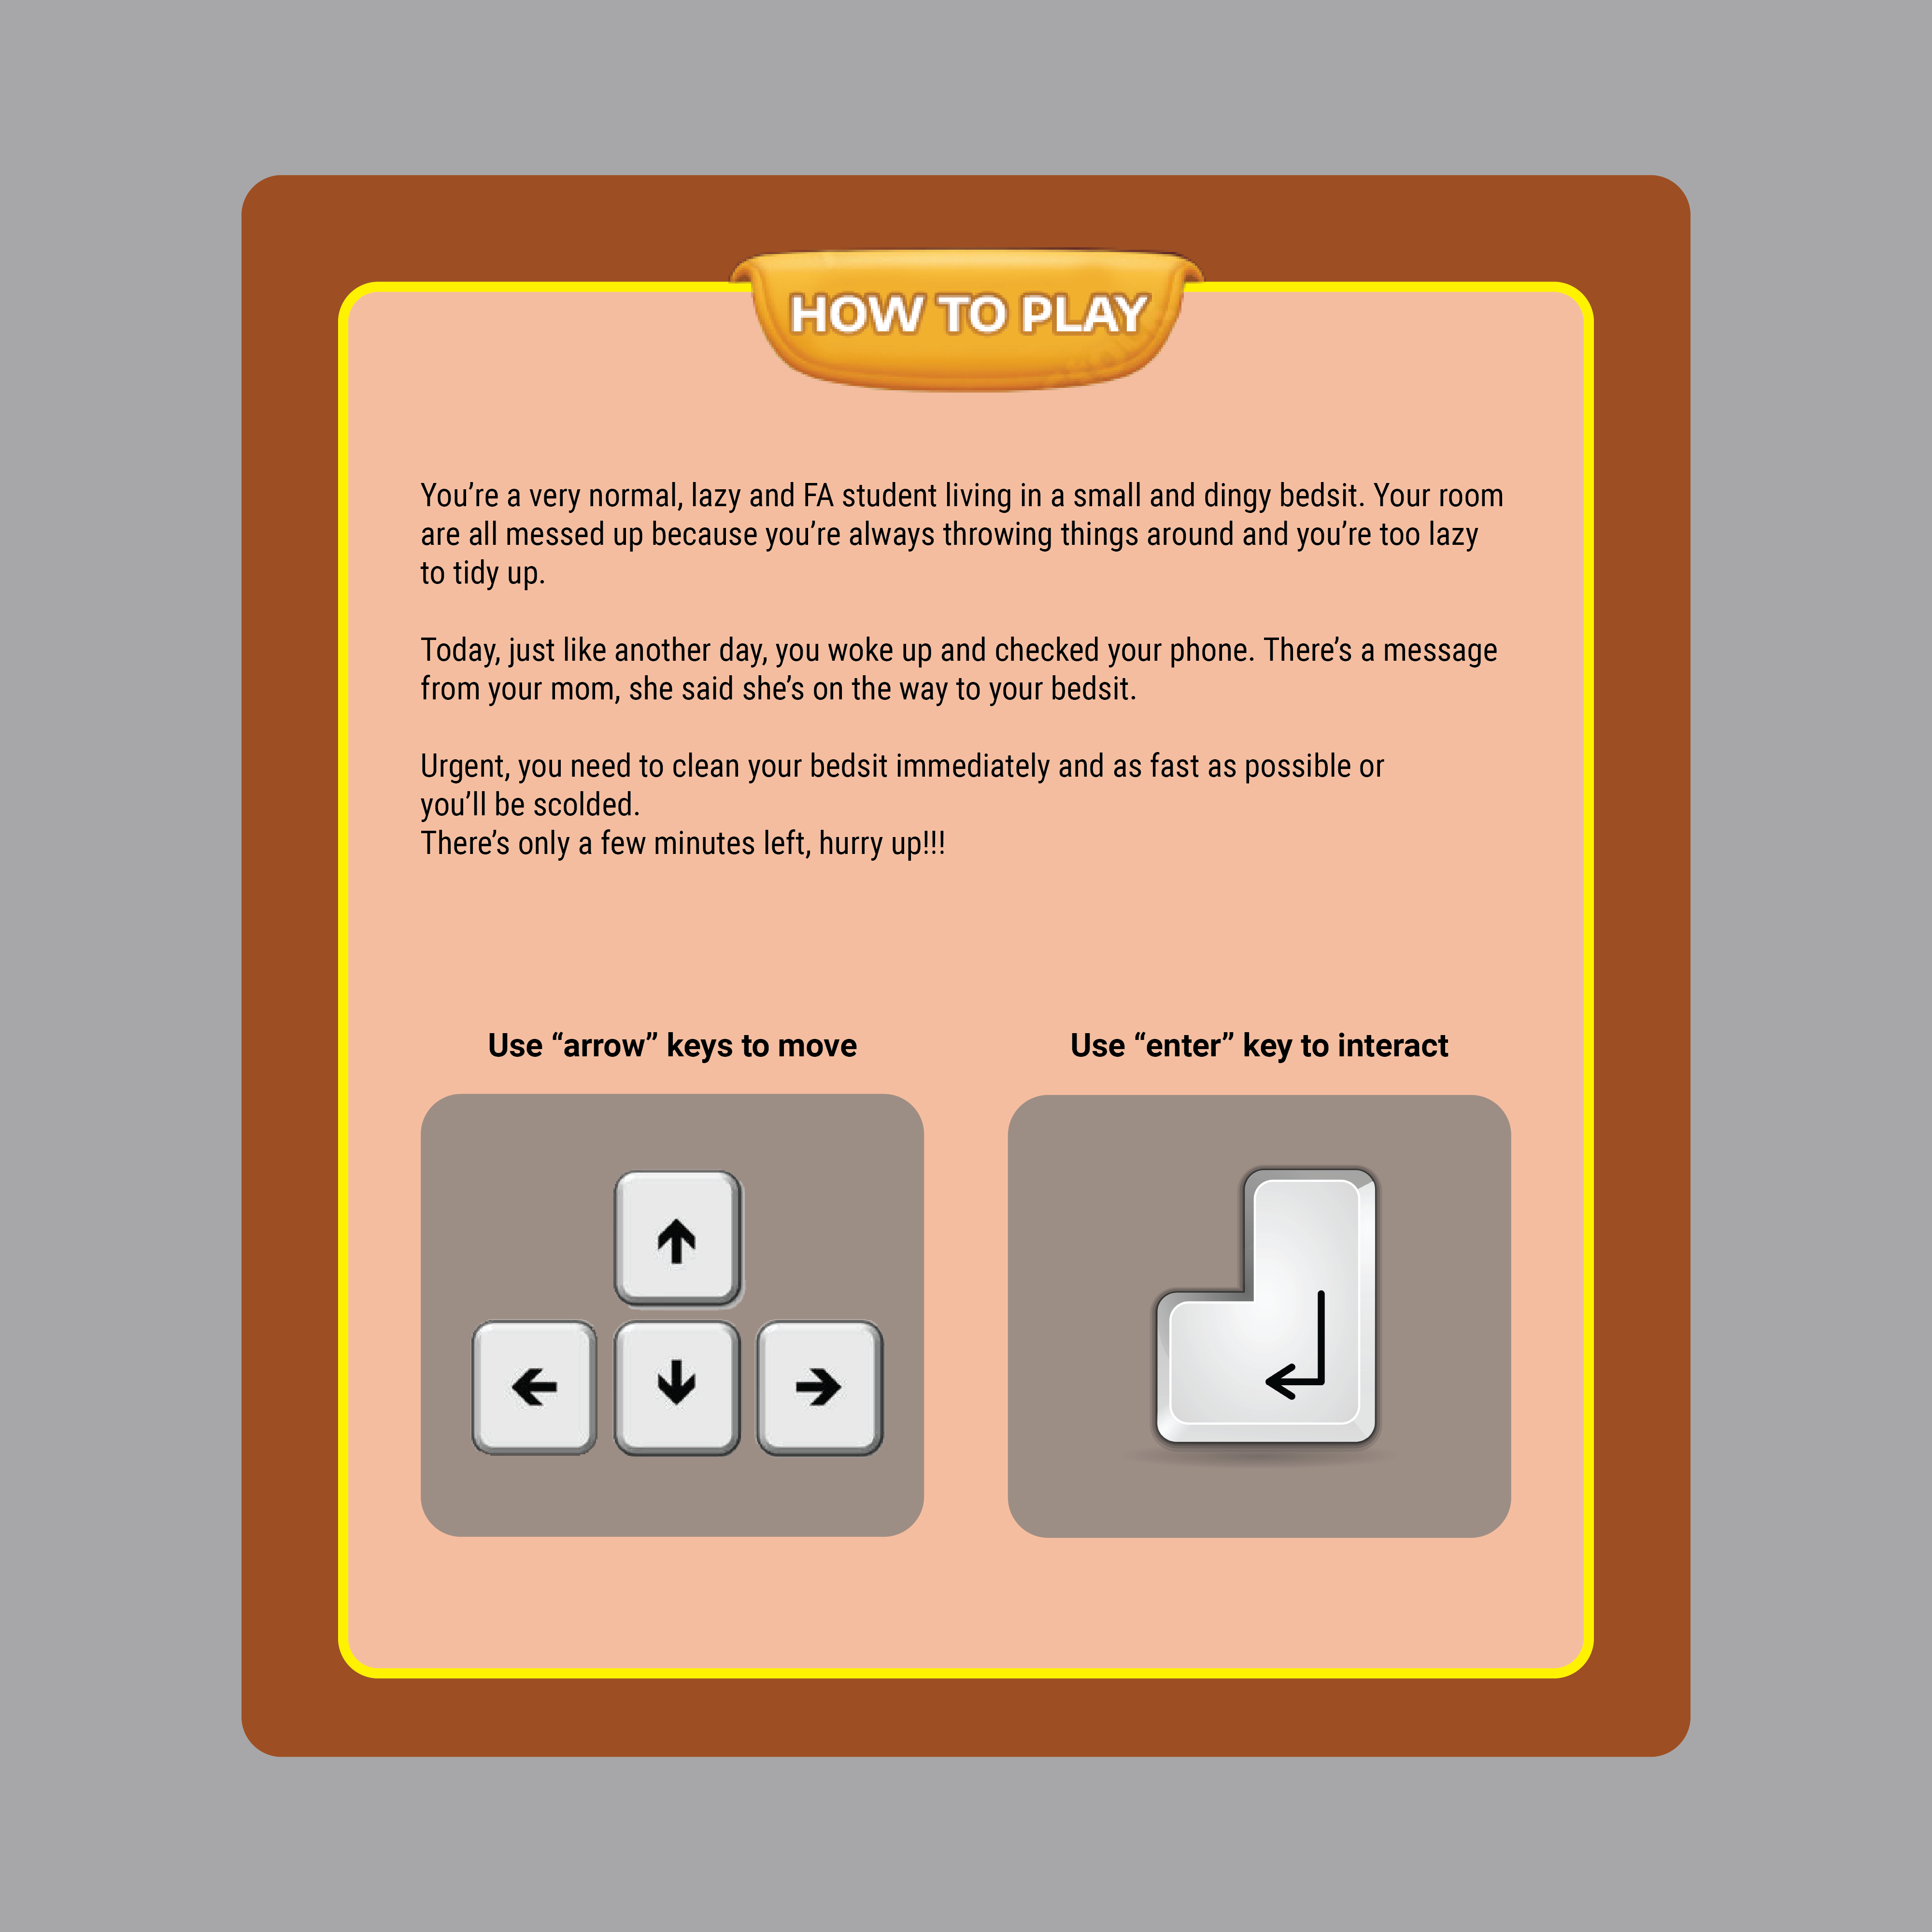 HOW TO PLAY
You’re a very normal, lazy and FA student living in a small and dingy bedsit. Your room
are all messed up because you’re always throwing things around and you’re too lazy
to tidy up.
Today, just like another day, you woke up and checked your phone. There’s a message
from your mom, she said she’s on the way to your bedsit.
Urgent, you need to clean your bedsit immediately and as fast as possible or
you’ll be scolded.
There’s only a few minutes left, hurry up!!!
Use “arrow” keys to move
Use “enter” key to interact